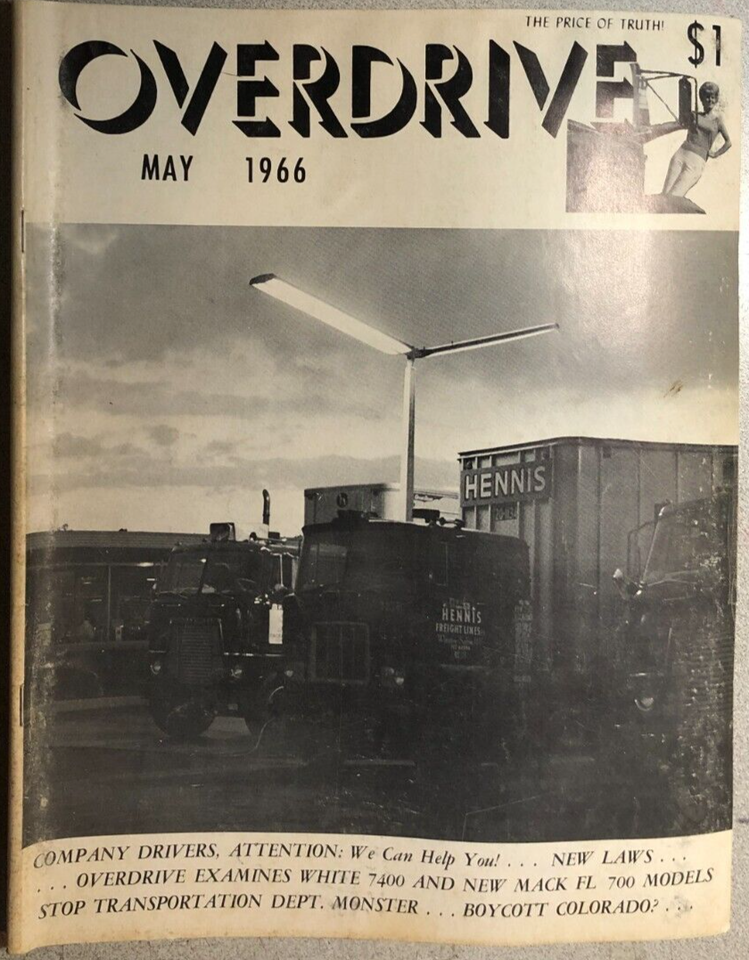 THE PRICE OF TRUTH!
$1
OVERDRIVE
MAY 1966
HENNIS
HENNIS
FREIGHT LINES
COMPANY DRIVERS, ATTENTION: We Can Help You! . . . NEW LAWS . . .
. . . OVERDRIVE EXAMINES WHITE 7400 AND NEW MACK FL 700 MODELS
STOP TRANSPORTATION DEPT. MONSTER . . . BOYCOTT COLORADO? . . .